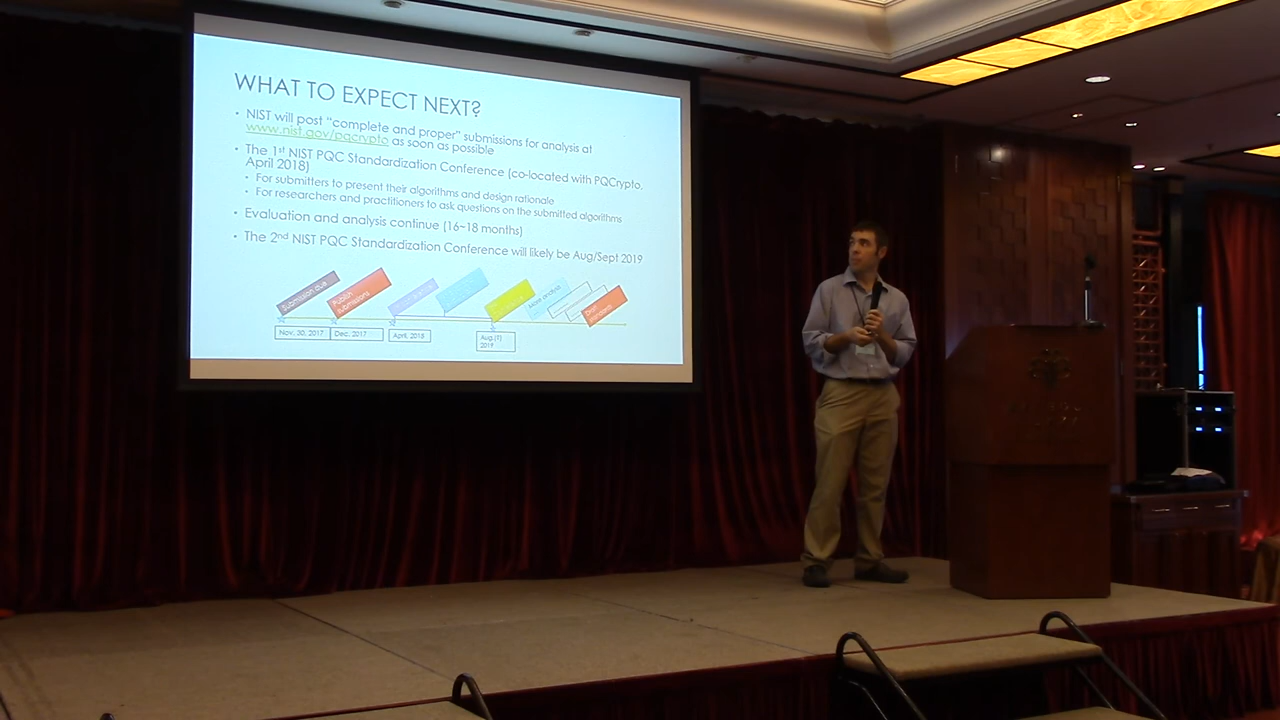 WHAT TO EXPECT NEXT?
• NIST will post “complete and proper” submissions for analysis at
www.nist.gov/pqcrypto as soon as possible
• The 1st NIST PQC Standardization Conference (co-located with PQCrypto,
April 2018)
• For submitters to present their algorithms and design rationale
• For researchers and practitioners to ask questions on the submitted algorithms
• Evaluation and analysis continue (16~18 months)
• The 2nd NIST PQC Standardization Conference will likely be Aug/Sept 2019
Submission due
Publish
submissions
More analysis
Draft
standards
Nov. 30, 2017
Dec. 2017
April, 2018
Aug.(?)
2019